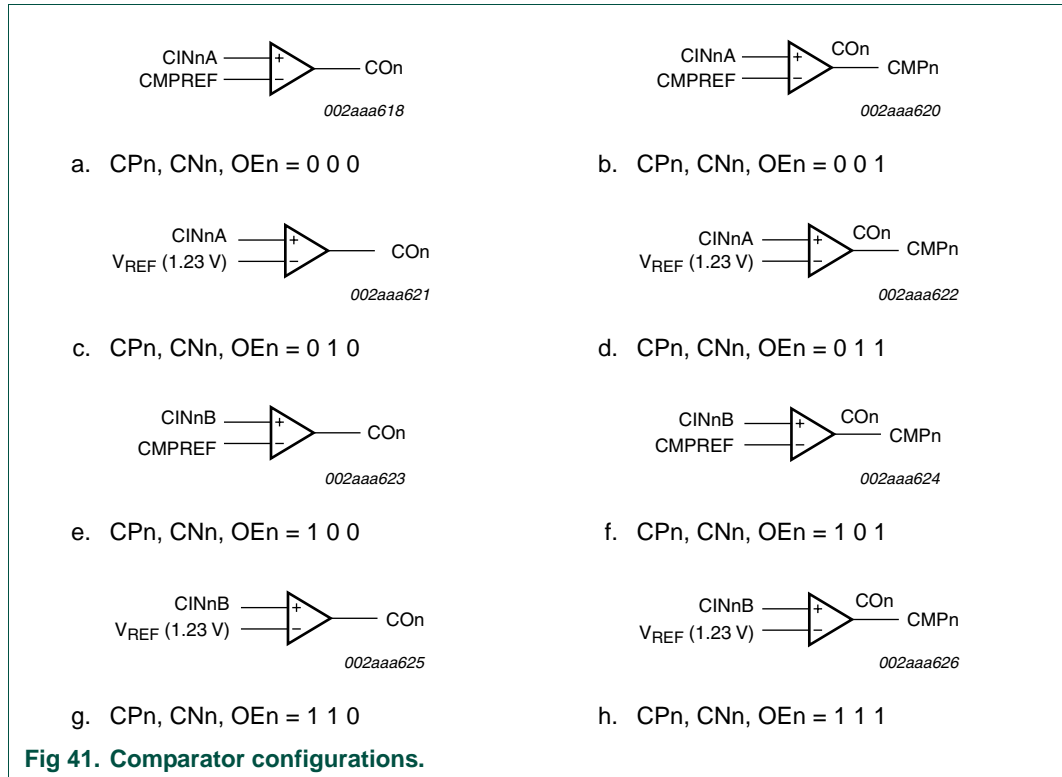 CINnA
CMPREF
+
−
COn
002aaa618
a. CPn, CNn, OEn = 0 0 0
CINnA
CMPREF
+
−
COn
CMPn
002aaa620
b. CPn, CNn, OEn = 0 0 1
CINnA
VREF (1.23 V)
+
−
COn
002aaa621
c. CPn, CNn, OEn = 0 1 0
CINnA
VREF (1.23 V)
+
−
COn
CMPn
002aaa622
d. CPn, CNn, OEn = 0 1 1
CINnB
CMPREF
+
−
COn
002aaa623
e. CPn, CNn, OEn = 1 0 0
CINnB
CMPREF
+
−
COn
CMPn
002aaa624
f. CPn, CNn, OEn = 1 0 1
CINnB
VREF (1.23 V)
+
−
COn
002aaa625
g. CPn, CNn, OEn = 1 1 0
CINnB
VREF (1.23 V)
+
−
COn
CMPn
002aaa626
h. CPn, CNn, OEn = 1 1 1
Fig 41. Comparator configurations.